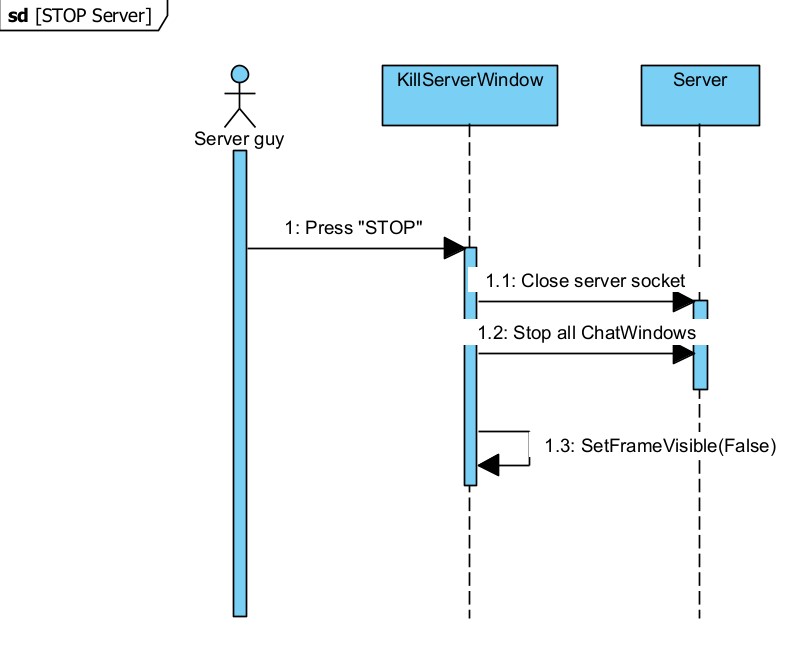 sd [STOP Server]
KillServerWindow
Server
Server guy
1: Press "STOP"
1.1: Close server socket
1.2: Stop all ChatWindows
1.3: SetFrameVisible(False)